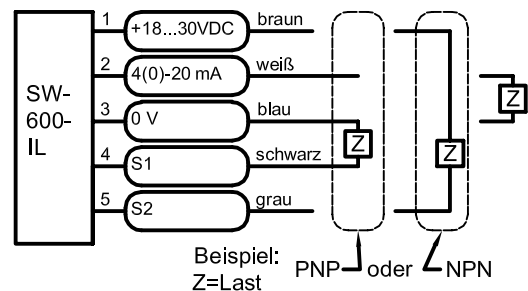 1 +18...30VDC braun
2 4(0)-20 mA weiß
SW-600-IL
3 0 V blau
Z
Z
Z
4 S1 schwarz
5 S2 grau
Beispiel:
Z=Last
PNP oder NPN